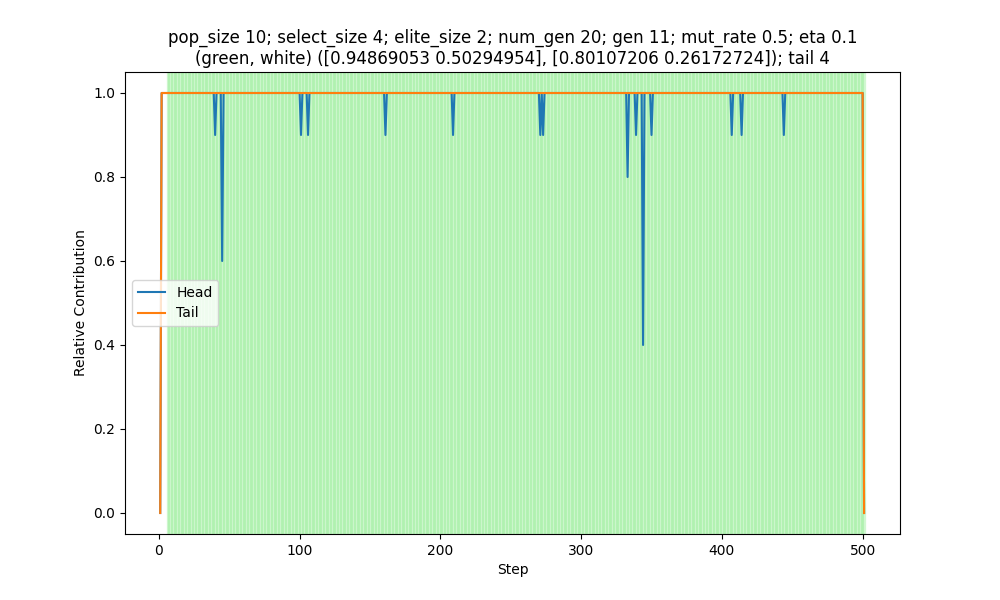 pop_size 10; select_size 4; elite_size 2; num_gen 20; gen 11; mut_rate 0.5; eta 0.1
(green, white) ([0.94869053 0.50294954], [0.80107206 0.26172724]); tail 4
1.0
0.8
0.6
0.4
0.2
0.0
Relative Contribution
Head
Tail
0
100
200
300
400
500
Step